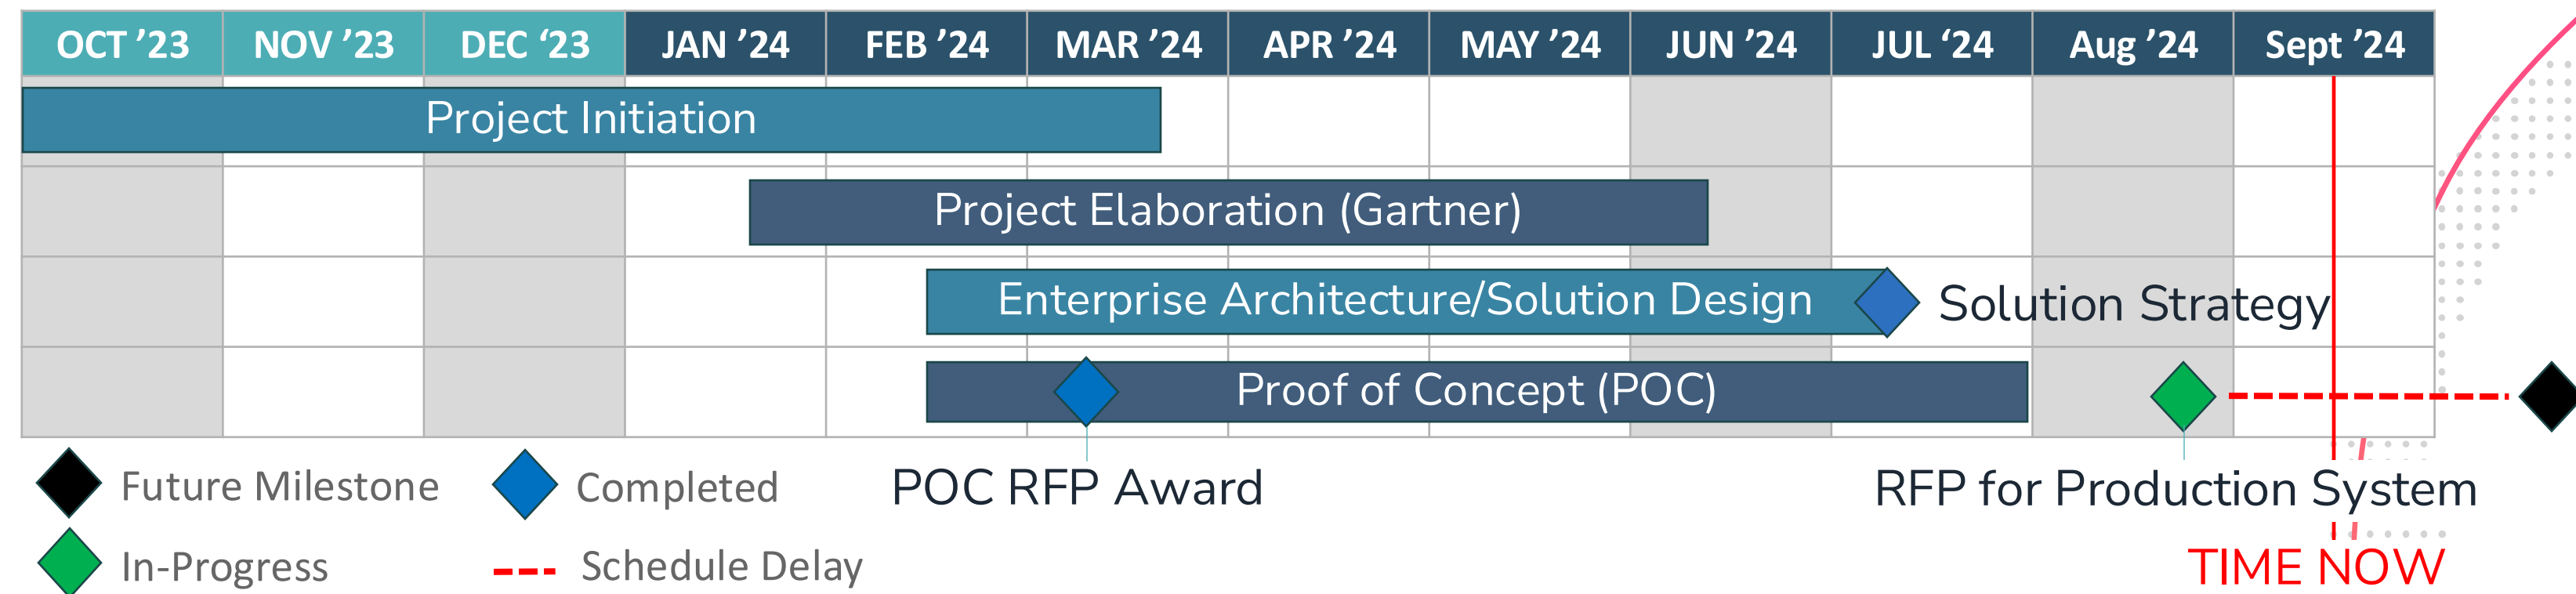 OCT ’23 NOV ’23 DEC ‘23 JAN ’24 FEB ’24 MAR ’24 APR ’24 MAY ’24 JUN ’24 JUL ‘24 Aug ’24 Sept ’24
Project Initiation
Project Elaboration (Gartner)
Enterprise Architecture/Solution Design Solution Strategy
Proof of Concept (POC)
Future Milestone Completed POC RFP Award RFP for Production System
In-Progress Schedule Delay TIME NOW